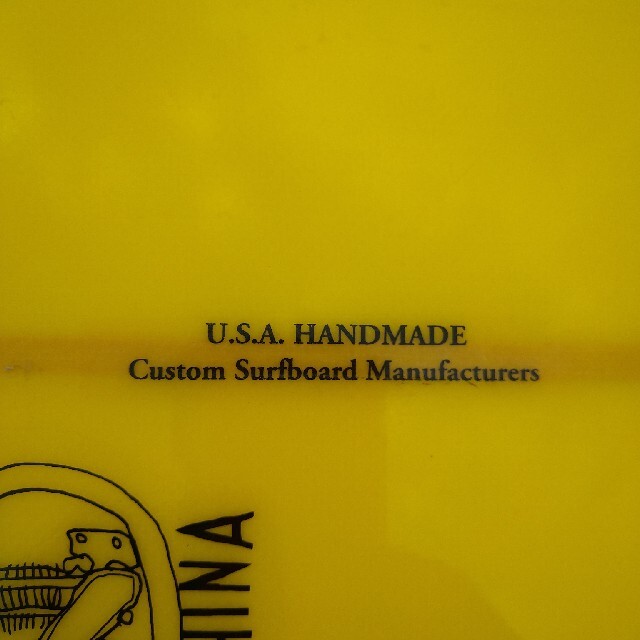 U.S.A. HANDMADE
Custom Surfboard Manufacturers